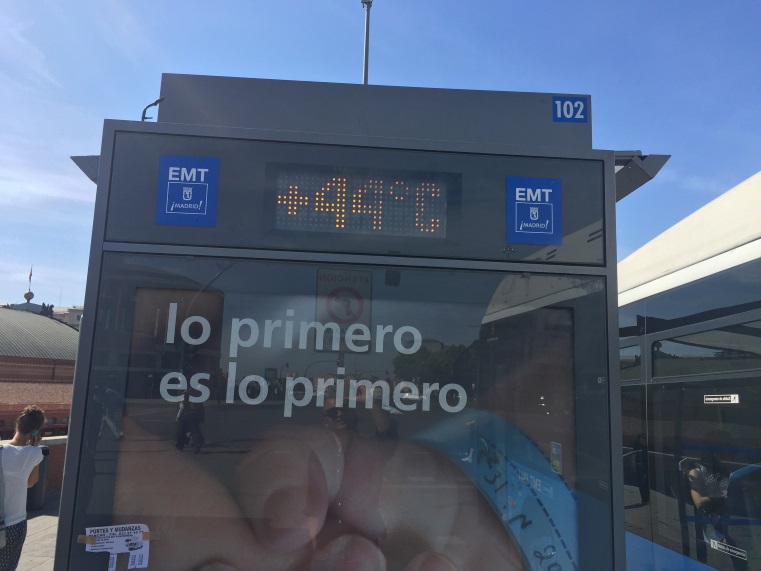 102
EMT
¡MADRID!
+44°C
EMT
¡MADRID!
lo primero
es lo primero
PORTES Y MUDANZAS